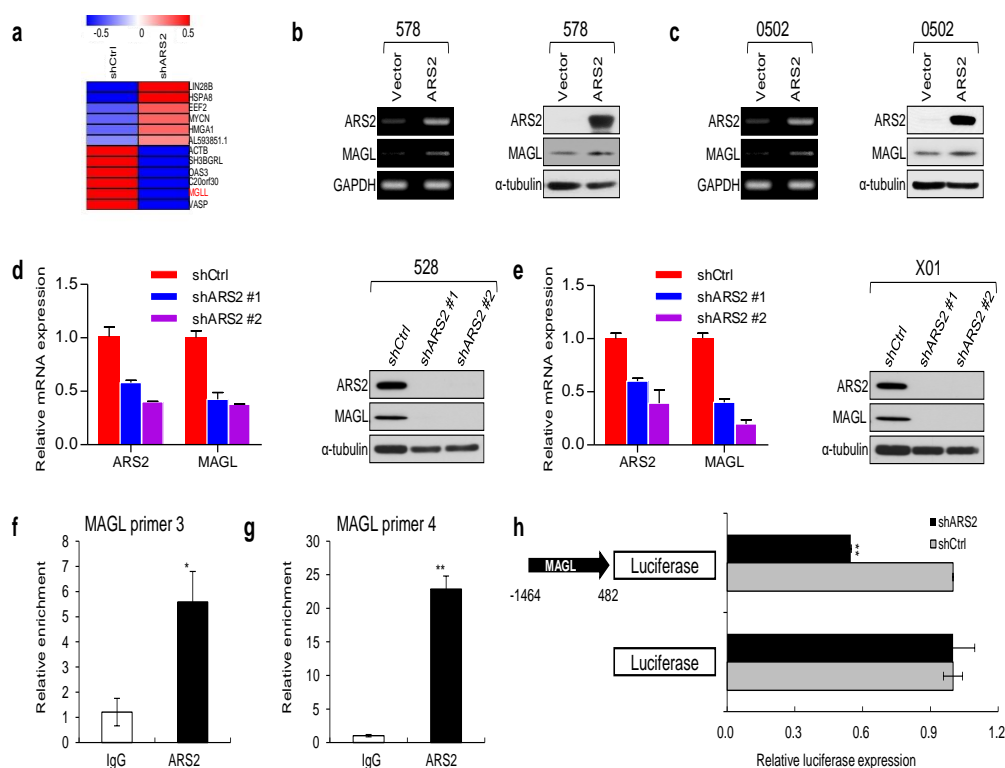 a
-0.5 0 0.5
shCtrl
shARS2
LIN28B
HSPA8
EEF2
MYCN
HMGA1
AL593851.1
ACTB
SH3BGRL
OAS3
C20orf30
MGLL
VASP
b
578
Vector
ARS2
ARS2
MAGL
GAPDH
578
Vector
ARS2
ARS2
MAGL
α-tubulin
c
0502
Vector
ARS2
ARS2
MAGL
GAPDH
0502
Vector
ARS2
ARS2
MAGL
α-tubulin
d
Relative mRNA expression
1.5
1.0
0.5
0.0
shCtrl
shARS2 #1
shARS2 #2
ARS2 MAGL
528
shCtrl
shARS2 #1
shARS2 #2
ARS2
MAGL
α-tubulin
e
Relative mRNA expression
1.5
1.0
0.5
0.0
shCtrl
shARS2 #1
shARS2 #2
ARS2 MAGL
X01
shCtrl
shARS2 #1
shARS2 #2
ARS2
MAGL
α-tubulin
f
MAGL primer 3
Relative enrichment
8
7
6
5
4
3
2
1
0
*
IgG ARS2
g
MAGL primer 4
Relative enrichment
30
20
10
0
**
IgG ARS2
h
MAGL
Luciferase
-1464 482
Luciferase
shARS2
shCtrl
**
0.0 0.3 0.6 0.9 1.2
Relative luciferase expression